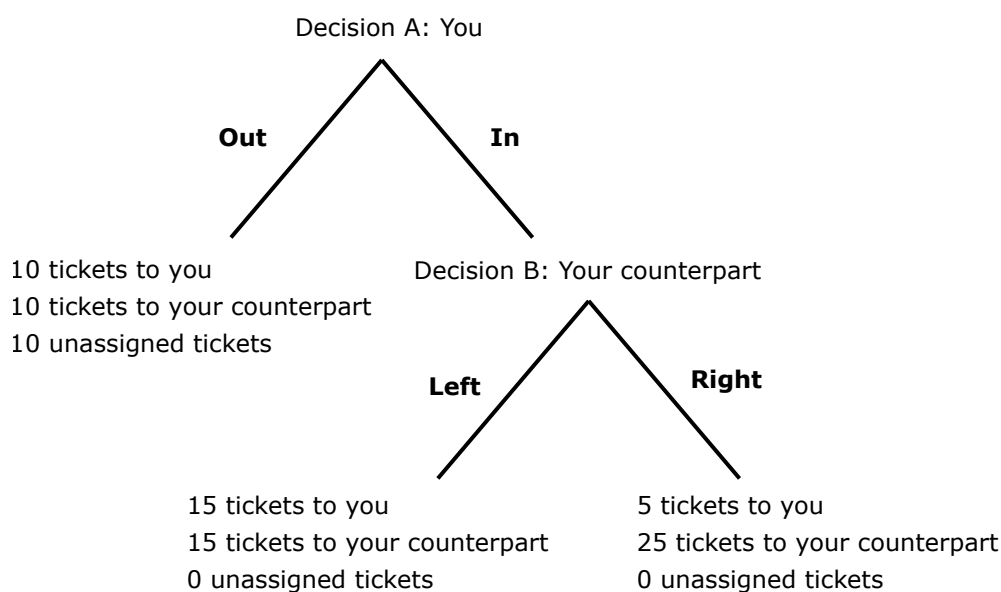 Decision A: You
Out
In
10 tickets to you
10 tickets to your counterpart
10 unassigned tickets
Decision B: Your counterpart
Left
Right
15 tickets to you
15 tickets to your counterpart
0 unassigned tickets
5 tickets to you
25 tickets to your counterpart
0 unassigned tickets